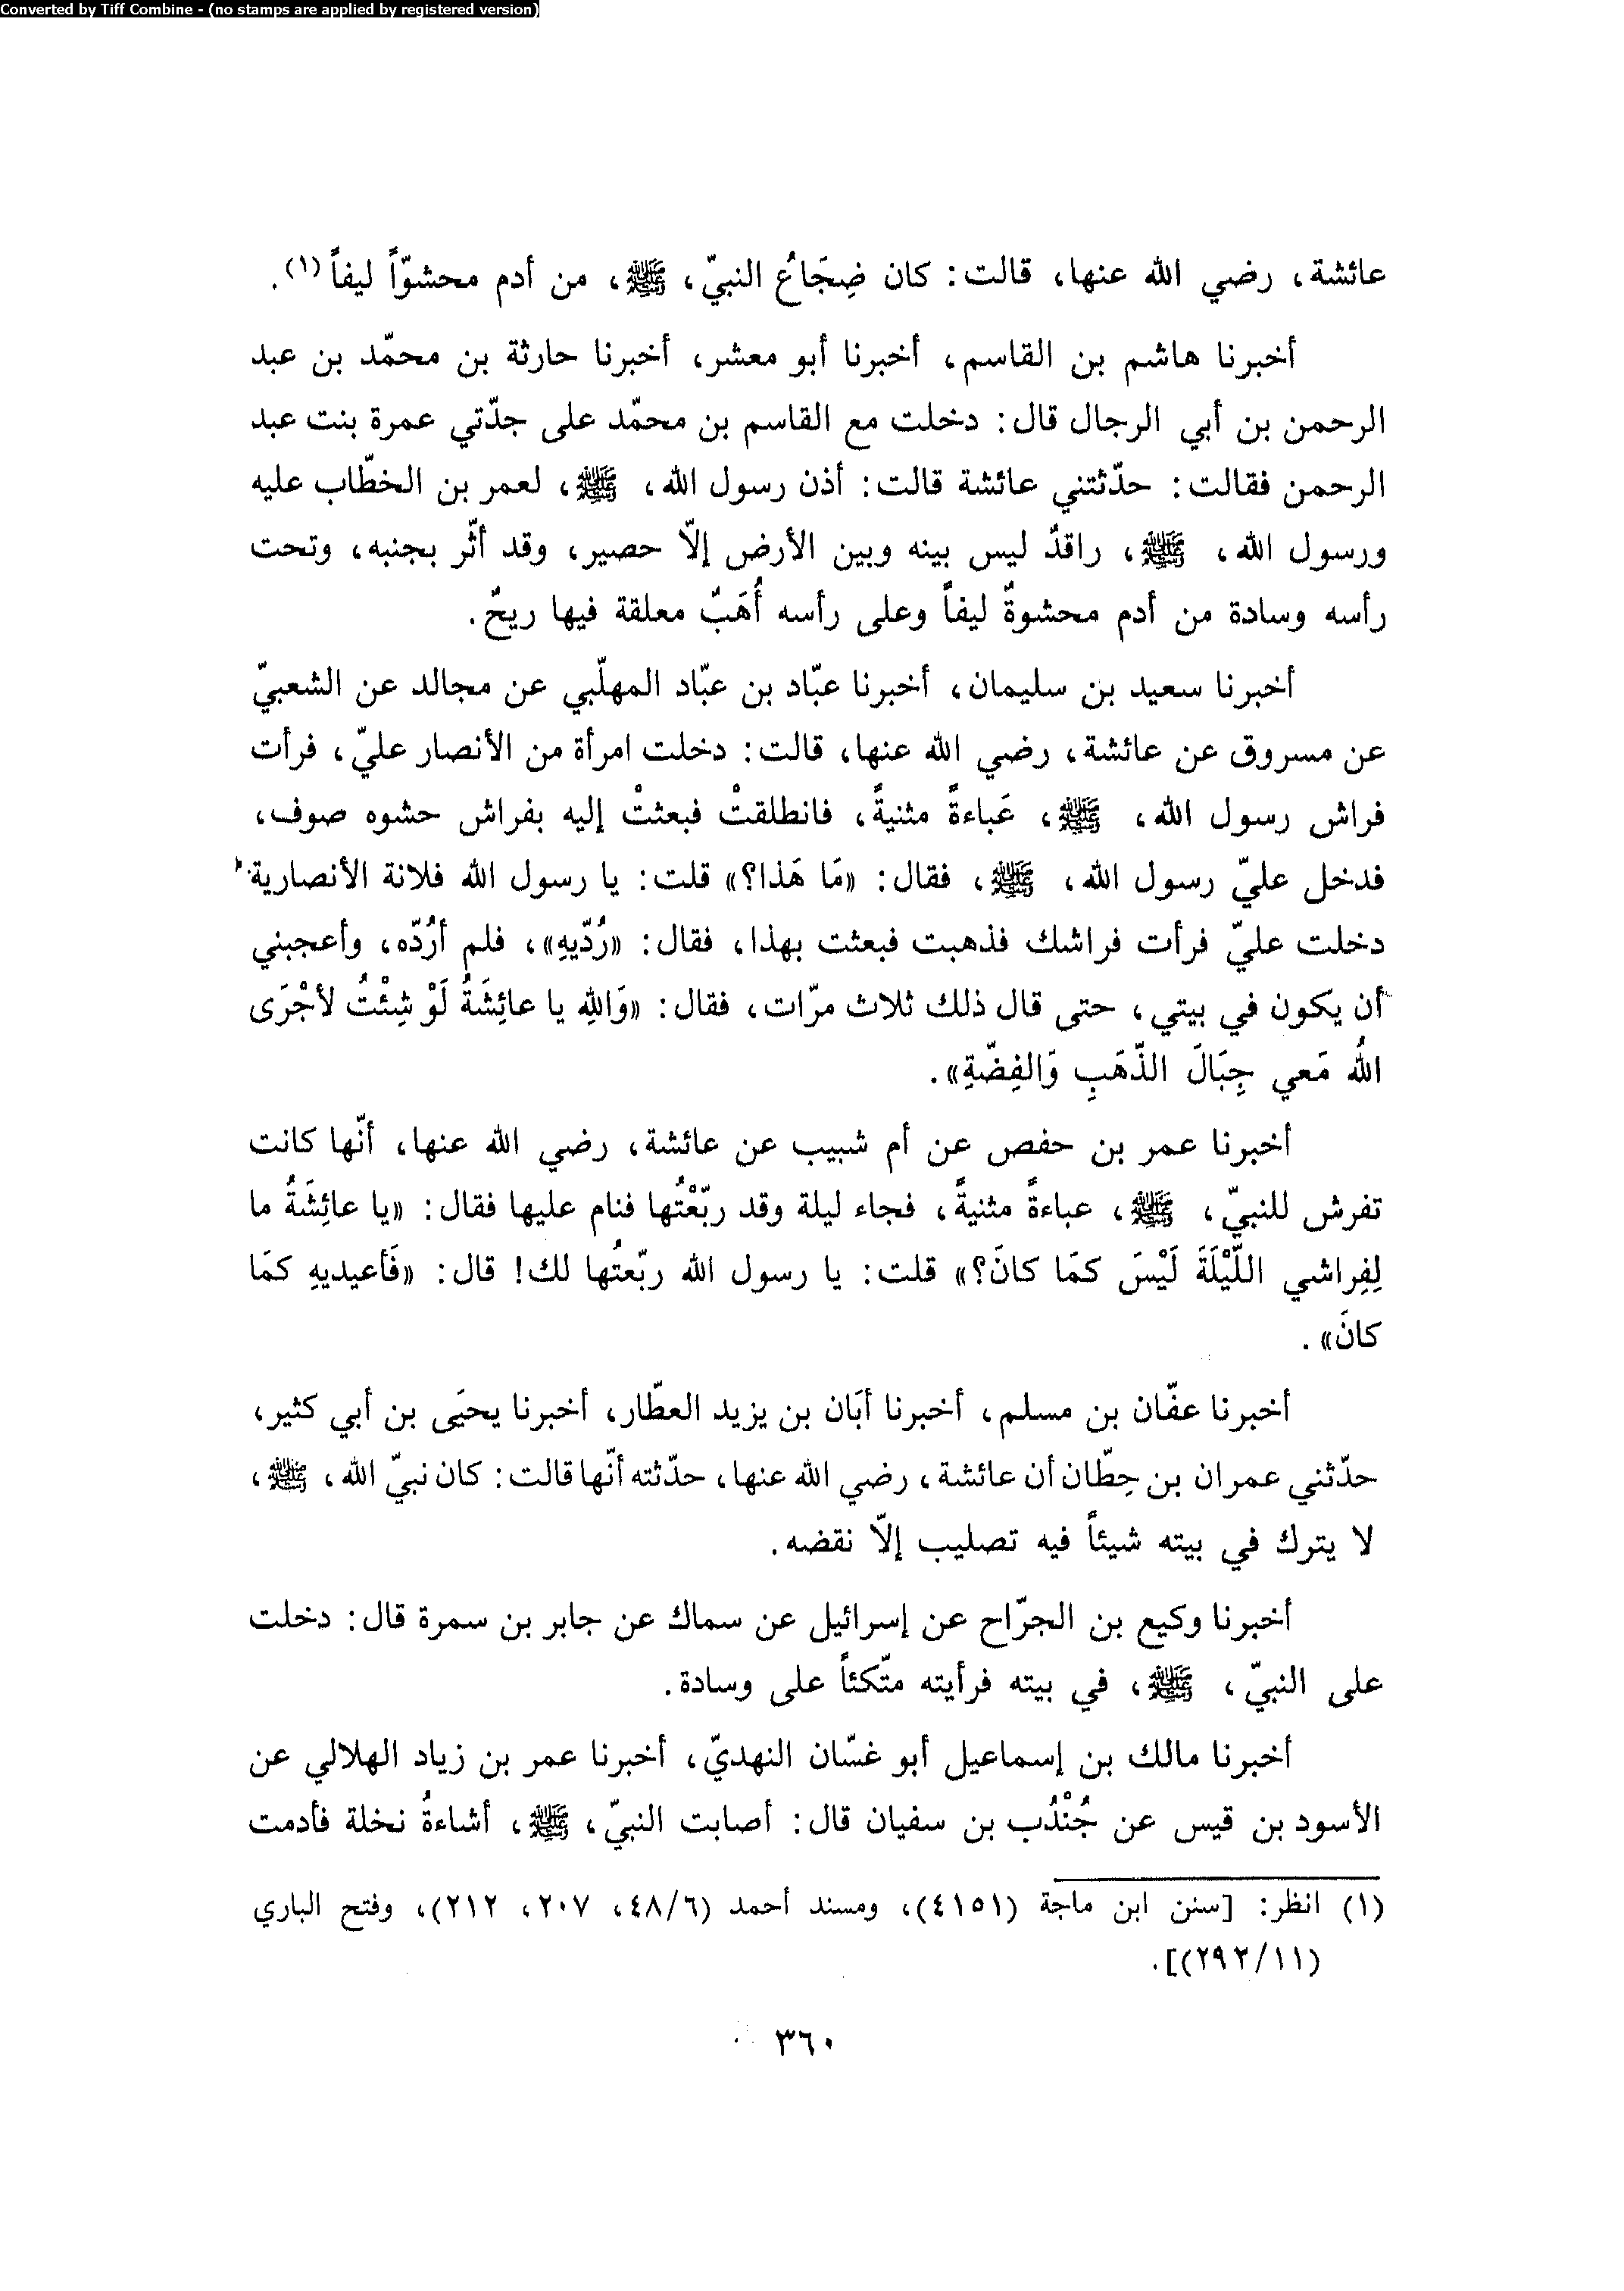 Converted by Tiff Combine - (no stamps are applied by registered version)
عائشة، رضي الله عنها، قالت: كان ضِجَاعُ النبيّ، ﷺ، من أدم محشوّاً ليفاً(١).
أخبرنا هاشم بن القاسم، أخبرنا أبو معشر، أخبرنا حارثة بن محمّد بن عبد
الرحمن بن أبي الرجال قال: دخلت مع القاسم بن محمّد على جدّتي عمرة بنت عبد
الرحمن فقالت: حدّثتني عائشة قالت: أذن رسول الله، ﷺ، لعمر بن الخطّاب عليه
ورسول الله، ﷺ، راقدٌ ليس بينه وبين الأرض إلّا حصير، وقد أثّر بجنبه، وتحت
رأسه وسادة من أدم محشوةٌ ليفاً وعلى رأسه أُهَبٌ معلقة فيها ريحٌ.
أخبرنا سعيد بن سليمان، أخبرنا عبّاد بن عبّاد المهلّبي عن مجالد عن الشعبيّ
عن مسروق عن عائشة، رضي الله عنها، قالت: دخلت امرأة من الأنصار عليّ، فرأت
فراش رسول الله، ﷺ، عَباءةً مثنيةً، فانطلقتْ فبعثتْ إليه بفراش حشوه صوف،
فدخل عليّ رسول الله، ﷺ، فقال: «مَا هَذا؟» قلت: يا رسول الله فلانة الأنصارية
دخلت عليّ فرأت فراشك فذهبت فبعثت بهذا، فقال: «رُدّيهِ»، فلم أرُدّه، وأعجبني
أن يكون في بيتي، حتى قال ذلك ثلاث مرّات، فقال: «وَاللهِ يا عائِشَةُ لَوْ شِئْتُ لأجْرَى
اللهُ مَعي جِبَالَ الذّهَبِ وَالفِضّةِ».
أخبرنا عمر بن حفص عن أم شبيب عن عائشة، رضي الله عنها، أنّها كانت
تفرش للنبيّ، ﷺ، عباءةً مثنيةً، فجاء ليلة وقد ربّعْتُها فنام عليها فقال: «يا عائِشَةُ ما
لِفِراشي اللّيْلَةَ لَيْسَ كمَا كانَ؟» قلت: يا رسول الله ربّعتُها لك! قال: «فَأعيديهِ كمَا
كانَ».
أخبرنا عفّان بن مسلم، أخبرنا أبَان بن يزيد العطّار، أخبرنا يحيَى بن أبي كثير،
حدّثني عمران بن حِطّان أن عائشة، رضي الله عنها، حدّثته أنّها قالت: كان نبيّ الله، ﷺ،
لا يترك في بيته شيئاً فيه تصليب إلّا نقضه.
أخبرنا وكيع بن الجرّاح عن إسرائيل عن سماك عن جابر بن سمرة قال: دخلت
على النبيّ، ﷺ، في بيته فرأيته متّكئاً على وسادة.
أخبرنا مالك بن إسماعيل أبو غسّان النهديّ، أخبرنا عمر بن زياد الهلالي عن
الأسود بن قيس عن جُنْدُب بن سفيان قال: أصابت النبيّ، ﷺ، أشاءةُ نخلة فأدمت
(١) انظر: [سنن ابن ماجة (٤١٥١)، ومسند أحمد (٤٨/٦، ٢٠٧، ٢١٢)، وفتح الباري
(٢٩٢/١١)].
٣٦٠